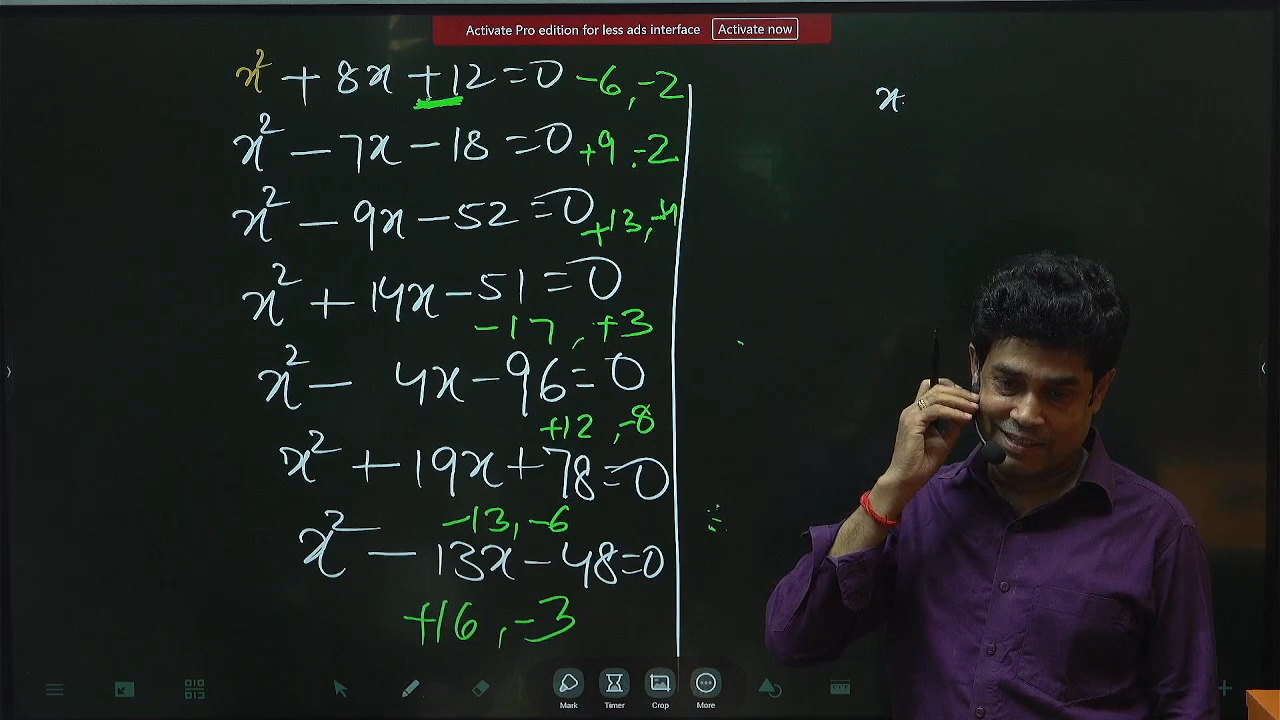 Activate Pro edition for less ads interface Activate now
x² + 8x +12 = 0 -6, -2
x² - 7x - 18 = 0 +9 -2
x² - 9x - 52 = 0 +13, -4
x² + 14x - 51 = 0
-17, +3
x² - 4x - 96 = 0
+12, -8
x² + 19x + 78 = 0
-13, -6
x² - 13x - 48 = 0
+16, -3
x
Mark Timer Crop More